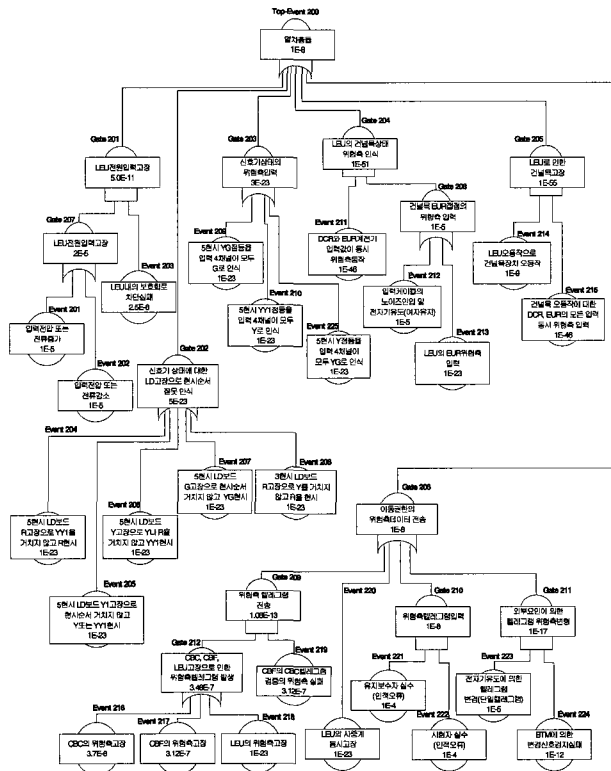 Top-Event 200
열차충돌
1E-8
Gate 201
LEU전원입력고장
5.0E-11
Gate 203
신호기상태의
위험측입력
3E-23
Gate 204
LEU의 건널목상태
위험측 인식
1E-51
Gate 205
LEU로 인한
건널목고장
1E-55
Gate 207
LEU전원입력고장
2E-5
Event 203
LEU내의 보호회로
차단실패
2.5E-6
Event 209
5현시 YG점등을
입력 4채널이 모두
G로 인식
1E-23
Event 210
5현시 YY1점등을
입력 4채널이 모두
Y로 인식
1E-23
Event 225
5현시 Y점등을
입력 4채널이
모두 YG로 인식
1E-23
Event 211
DCR와 EUR계전기
입력값이 동시
위험측동작
1E-46
Gate 208
건널목 EUR접점의
위험측 입력
1E-5
Event 212
입력케이블의
노이즈인입 및
전자기유도(여자유지)
1E-5
Event 213
LEU의 EUR위험측
입력
1E-23
Event 214
LEU오동작으로
건널목장치 오동작
1E-9
Event 215
건널목 오동작에 대한
DCR, EUR의 모든 입력
동시 위험측 입력
1E-46
Event 201
입력전압 또는
전류증가
1E-5
Event 202
입력전압 또는
전류감소
1E-5
Gate 202
신호기 상태에 대한
LD고장으로 현시순서
잘못 인식
5E-23
Event 204
5현시 LD보드
R고장으로 YY1을
거치지 않고 R현시
1E-23
Event 205
5현시 LD보드 Y1고장으로
현시순서 거치지 않고
Y또는 YY1현시
1E-23
Event 206
5현시 LD보드
Y고장으로 Y나 R을
거치지 않고 YY1현시
1E-23
Event 207
5현시 LD보드
G고장으로 현시순서
거치지 않고 YG현시
1E-23
Event 208
3현시 LD보드
R고장으로 Y를 거치지
않고 R을 현시
1E-23
Gate 206
이동권한의
위험측데이터 전송
1E-8
Gate 209
위험측 텔레그램
전송
1.08E-13
Event 220
LEU의 사중계
동시고장
1E-23
Gate 210
위험측텔레그램입력
1E-8
Gate 211
외부요인에 의한
텔레그램 위험측변형
1E-17
Gate 212
CBC, CBF,
LEU고장으로 인한
위험측텔레그램 발생
3.49E-7
Event 219
CBF의 CBC텔레그램
검증의 위험측 실패
3.12E-7
Event 216
CBC의 위험측고장
3.7E-8
Event 217
CBF의 위험측고장
3.12E-7
Event 218
LEU의 위험측고장
1E-23
Event 221
유지보수자 실수
(인적오류)
1E-4
Event 222
시험자 실수
(인적오류)
1E-4
Event 223
전자기유도에 의한
텔레그램
변경(단일텔레그램)
1E-5
Event 224
BTM에 의한
변경신호검지실패
1E-12